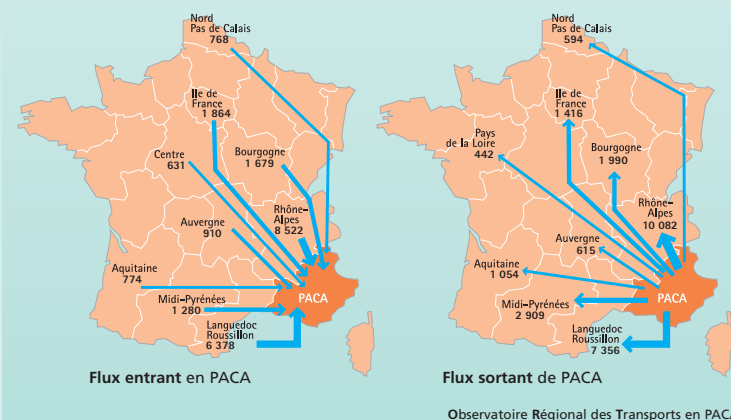 Nord
Pas de Calais
768
Ile de
France
1 864
Centre
631
Bourgogne
1 679
Rhône-
Alpes
8 522
Auvergne
910
Aquitaine
774
Midi-Pyrénées
1 280
Languedoc
Roussillon
6 378
PACA
Flux entrant en PACA
Nord
Pas de Calais
594
Ile de
France
1 416
Pays
de la Loire
442
Bourgogne
1 990
Rhône-
Alpes
10 082
Auvergne
615
Aquitaine
1 054
Midi-Pyrénées
2 909
Languedoc
Roussillon
7 356
PACA
Flux sortant de PACA
Observatoire Régional des Transports en PACA